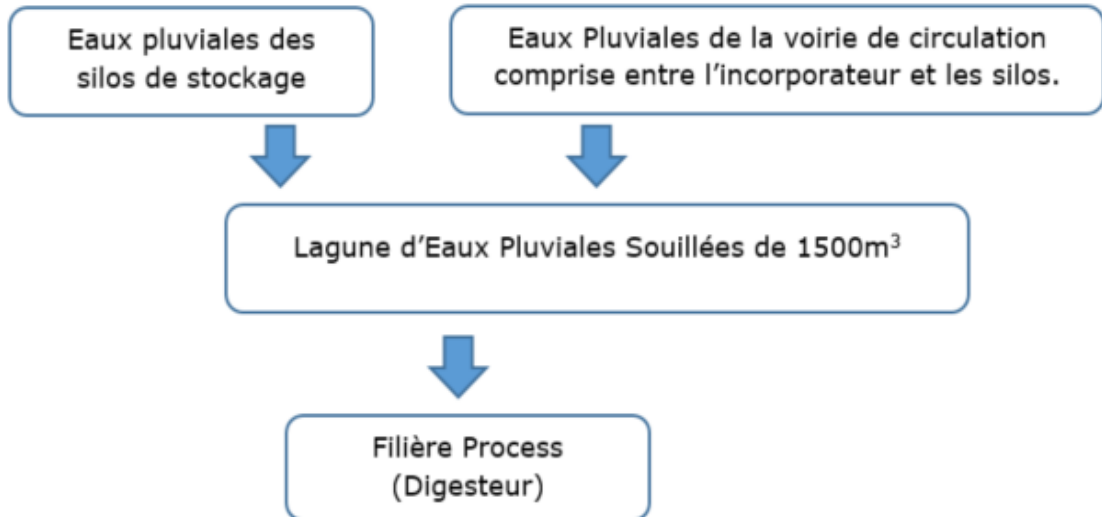 Eaux pluviales des
silos de stockage
Eaux Pluviales de la voirie de circulation
comprise entre l’incorporateur et les silos.
Lagune d’Eaux Pluviales Souillées de 1500m³
Filière Process
(Digesteur)